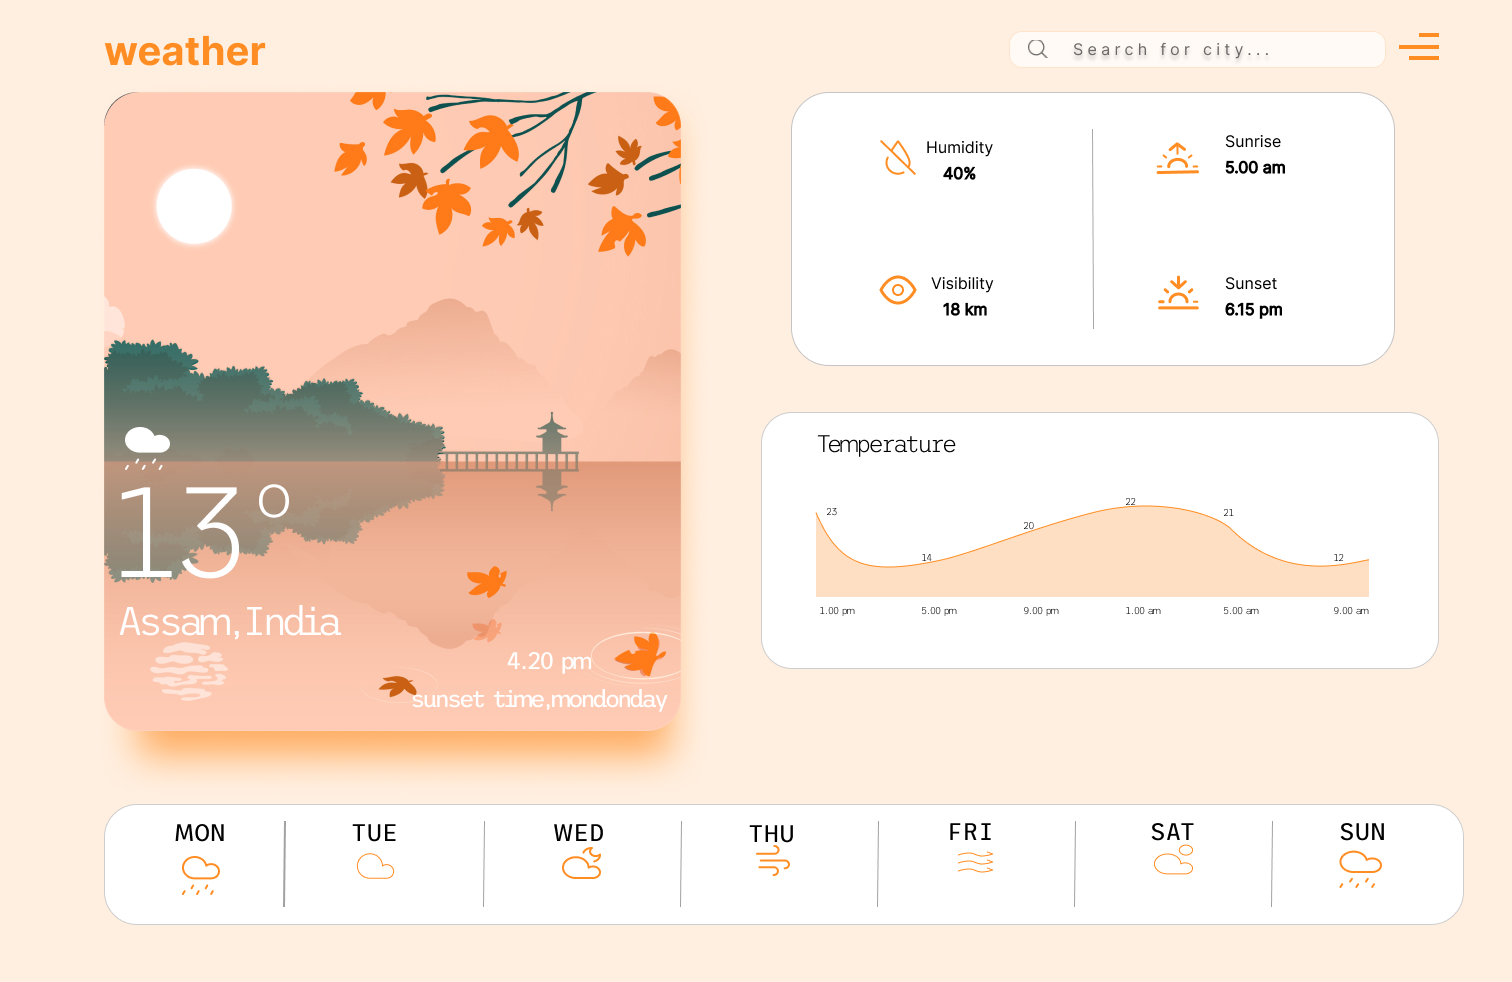 weather
Search for city...
Humidity
40%
Sunrise
5.00 am
Visibility
18 km
Sunset
6.15 pm
13°
Assam,India
4.20 pm
sunset time,mondonday
Temperature
23
14
20
22
21
12
1.00 pm
5.00 pm
9.00 pm
1.00 am
5.00 am
9.00 am
MON
TUE
WED
THU
FRI
SAT
SUN